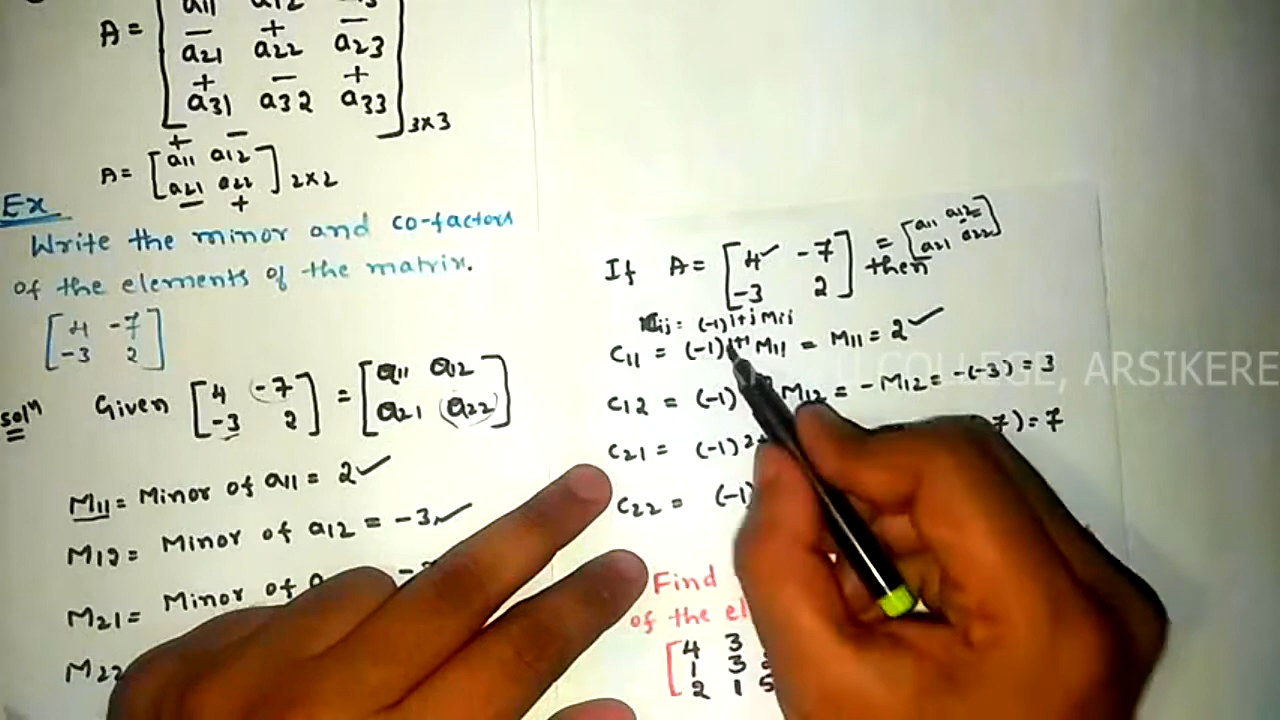 A = [ a11 a12
− + −
a21 a22 a23
+ − +
a31 a32 a33 ] 3×3
+ −
A = [ a11 a12
a21 a22 ] 2×2
− +
Ex
Write the minor and co-factors
of the elements of the matrix.
[ 4 -7
-3 2 ]
Soln Given [ 4 -7 = [ a11 a12
-3 2 ] a21 a22 ]
M11 = Minor of a11 = 2 ✓
M12 = Minor of a12 = -3 ✓
M21 = Minor of
M22
If A = [ 4 ✓ -7 = [ a11 a12
-3 2 ] then a21 a22 ]
Cij = (-1)i+j Mij
C11 = (-1)1+1 M11 = M11 = 2 ✓
COLLEGE, ARSIKERE
C12 = (-1) M12 = -M12 = -(-3) = 3
C21 = (-1)2+ 7) = 7
C22 = (-1)
Find
of the
[ 4 3
1 3
2 1 5